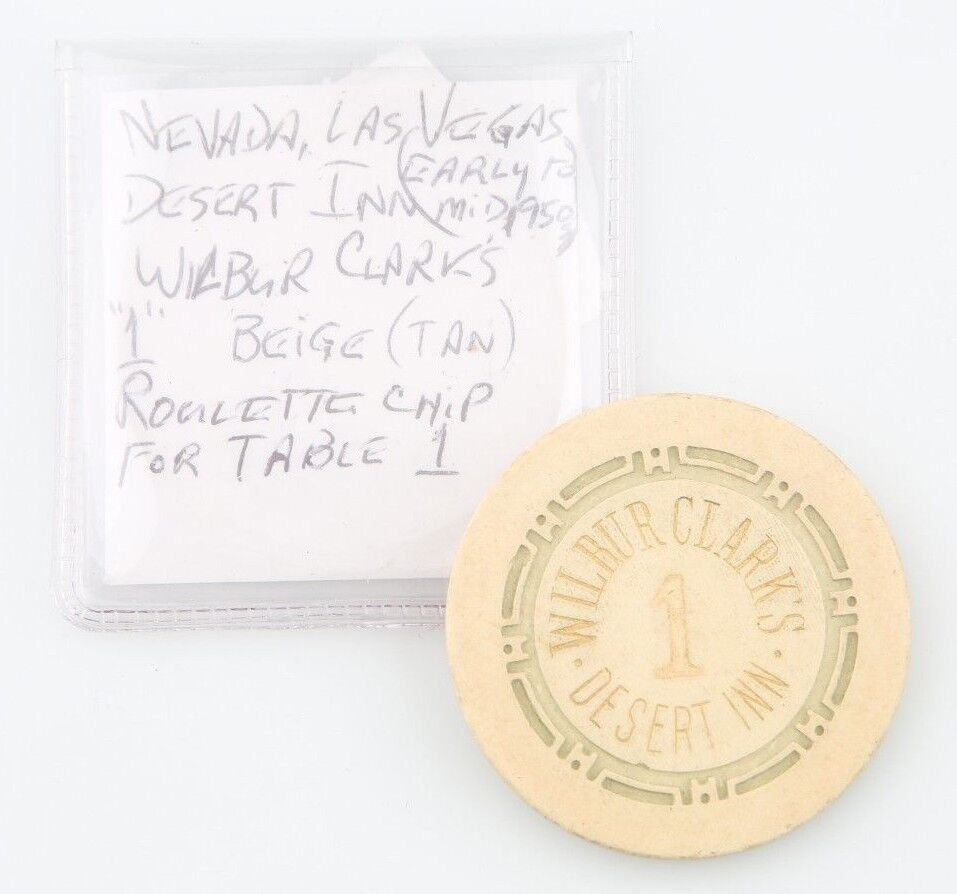 NEVADA, LAS VEGAS
DESERT INN (EARLY TO
MID 1950s)
WILBUR CLARK'S
"1" BEIGE (TAN)
ROULETTE CHIP
FOR TABLE 1
WILBUR CLARK'S
1
· DESERT INN ·